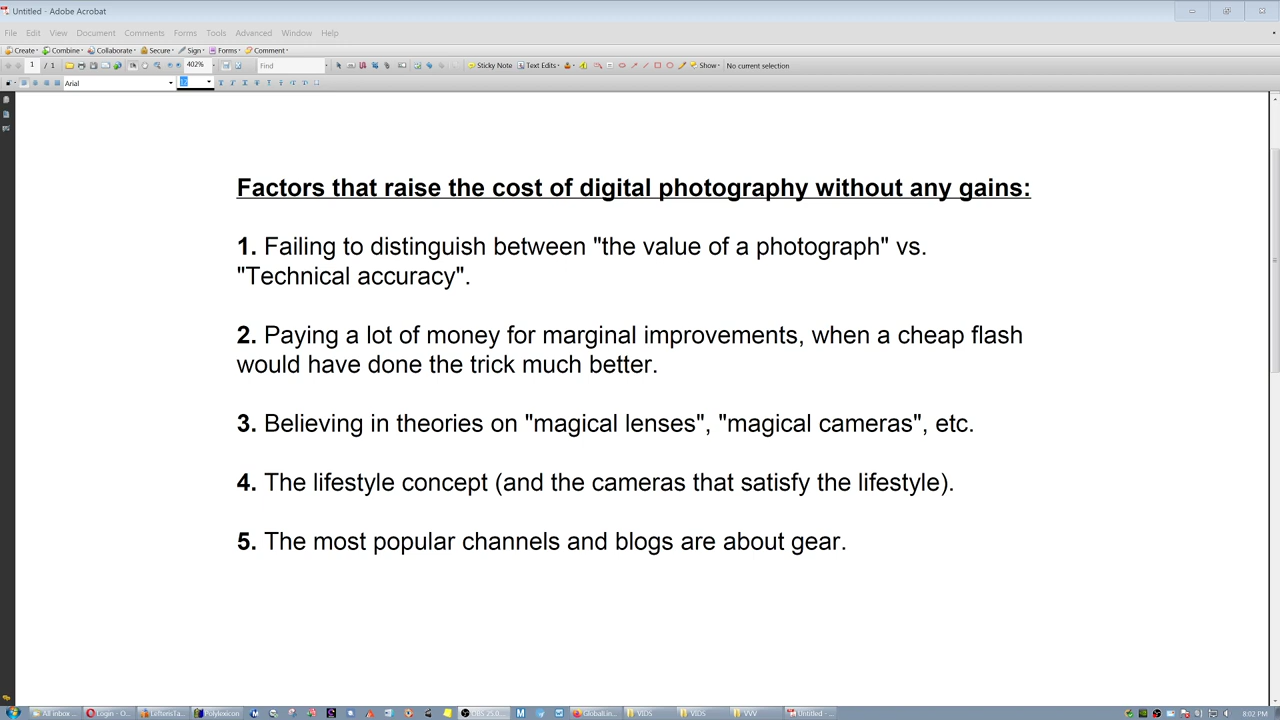 Untitled - Adobe Acrobat
File Edit View Document Comments Forms Tools Advanced Window Help
Create Combine Collaborate Secure Sign Forms Comment
1 / 1 402% Find Sticky Note Text Edits Show No current selection
Arial
Factors that raise the cost of digital photography without any gains:
1. Failing to distinguish between "the value of a photograph" vs.
"Technical accuracy".
2. Paying a lot of money for marginal improvements, when a cheap flash
would have done the trick much better.
3. Believing in theories on "magical lenses", "magical cameras", etc.
4. The lifestyle concept (and the cameras that satisfy the lifestyle).
5. The most popular channels and blogs are about gear.
All inbox ... Login - O... Polylexicon VIDS VIDS VVV Untitled - ... 8:02 PM